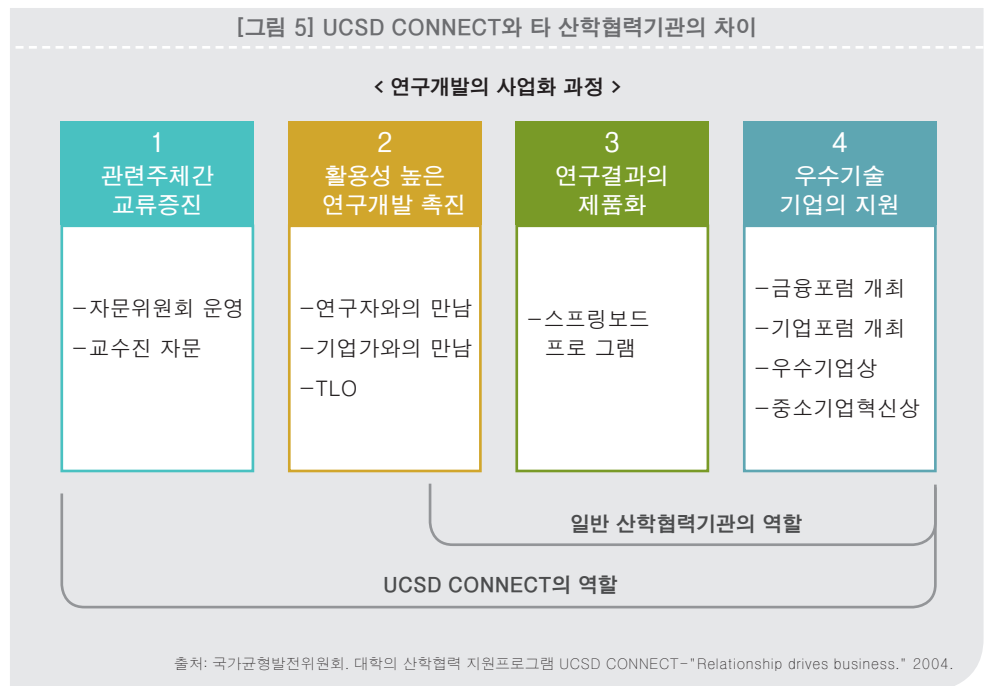 [그림 5] UCSD CONNECT와 타 산학협력기관의 차이
< 연구개발의 사업화 과정 >
1
관련주체간
교류증진
-자문위원회 운영
-교수진 자문
2
활용성 높은
연구개발 촉진
-연구자와의 만남
-기업가와의 만남
-TLO
3
연구결과의
제품화
-스프링보드
프로 그램
4
우수기술
기업의 지원
-금융포럼 개최
-기업포럼 개최
-우수기업상
-중소기업혁신상
일반 산학협력기관의 역할
UCSD CONNECT의 역할
출처: 국가균형발전위원회. 대학의 산학협력 지원프로그램 UCSD CONNECT-"Relationship drives business." 2004.